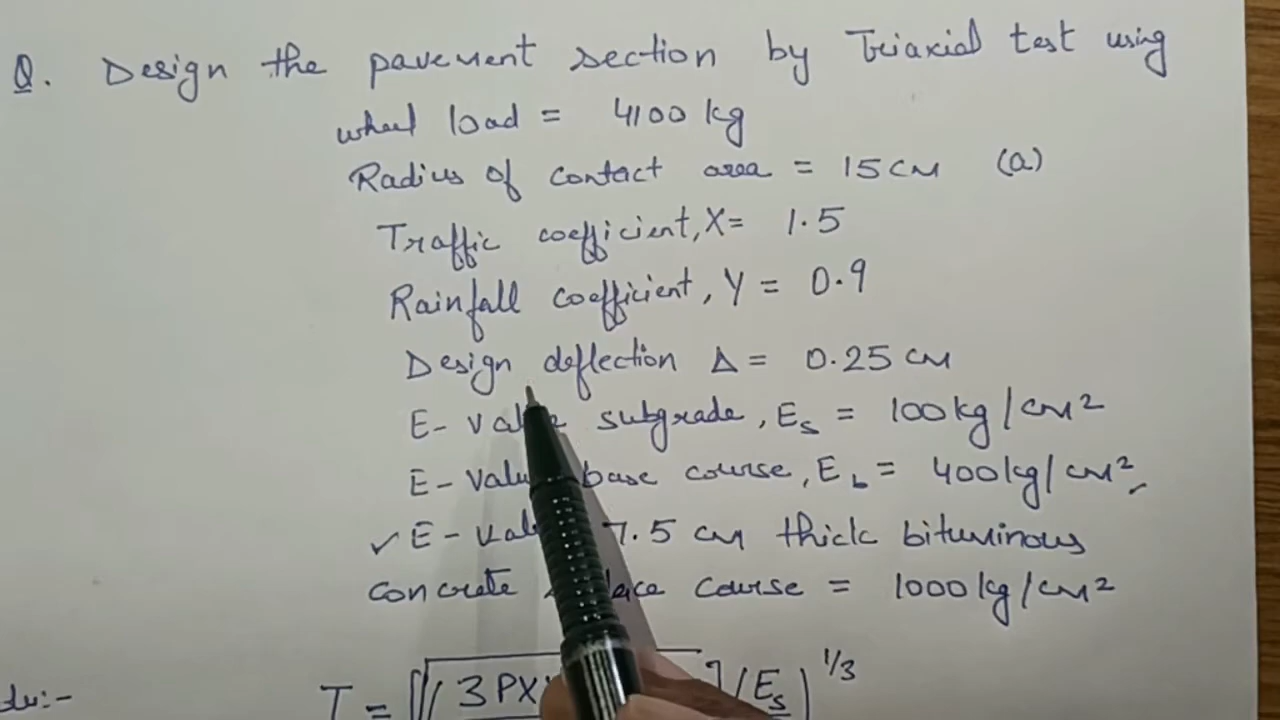 Q. Design the pavement section by Triaxial test using
wheel load = 4100 kg
Radius of contact area = 15 cm (a)
Traffic coefficient, X = 1.5
Rainfall coefficient, Y = 0.9
Design deflection Δ = 0.25 cm
E- value subgrade, Es = 100 kg/cm²
E- value base course, Eb = 400 kg/cm²
✓ E- 7.5 cm thick bituminous
concrete course = 1000 kg/cm²
T = 3PX Es 1/3